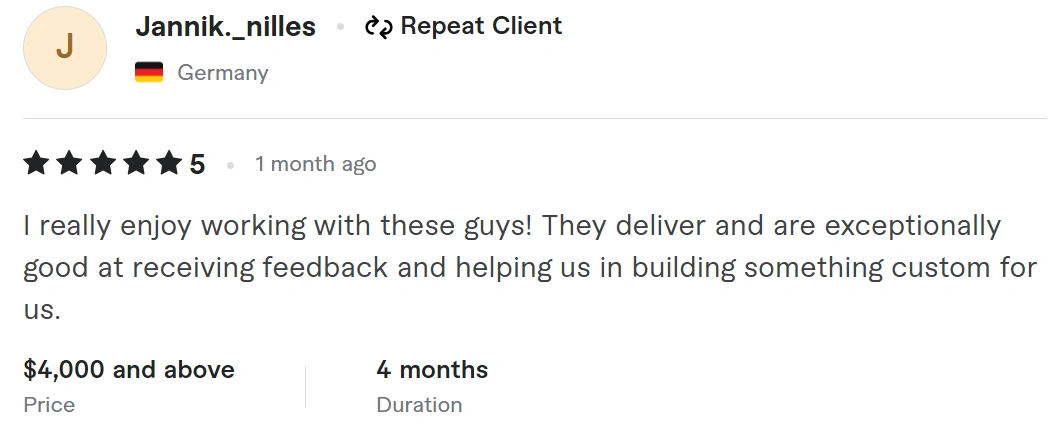 J
Jannik._nilles • Repeat Client
Germany
5 • 1 month ago
I really enjoy working with these guys! They deliver and are exceptionally
good at receiving feedback and helping us in building something custom for
us.
$4,000 and above
Price
4 months
Duration